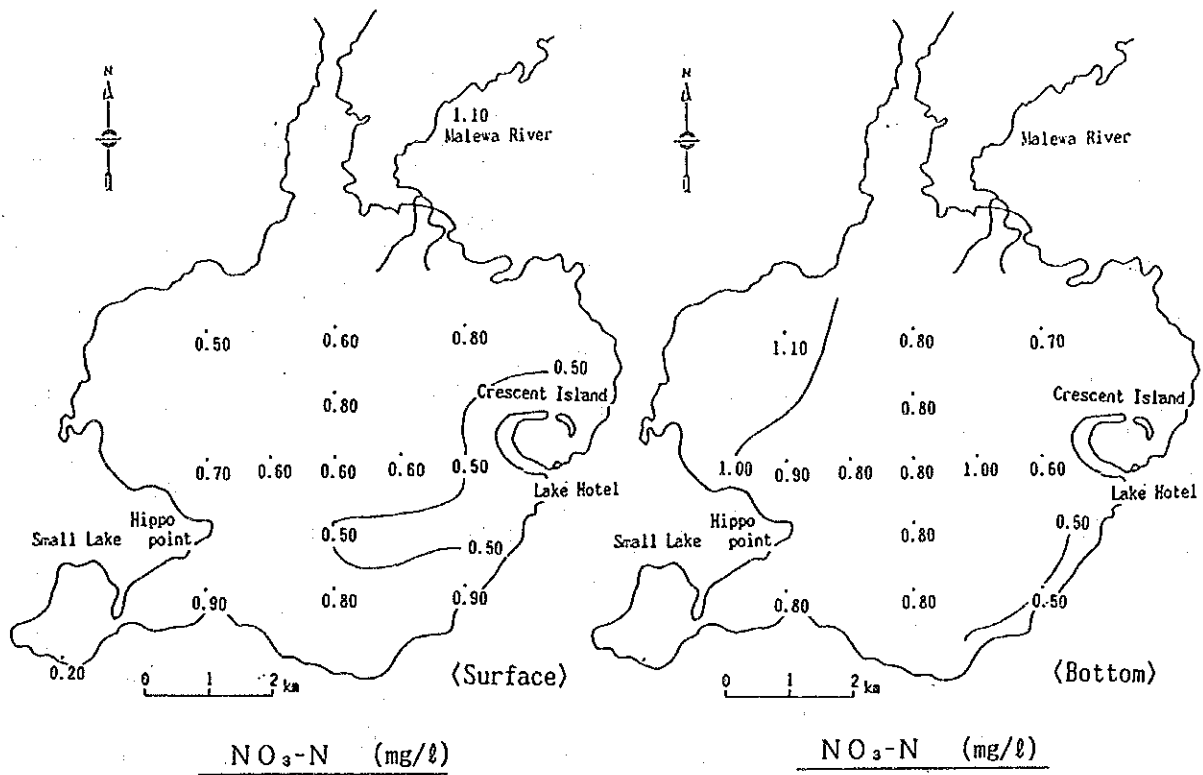 N
1.10
Malewa River
0.50
0.60
0.80
0.50
Crescent Island
0.80
0.70
0.60
0.60
0.60
0.50
Lake Hotel
Hippo
point
Small Lake
0.50
0.50
0.90
0.80
0.90
0.20
0
1
2
km
〈Surface〉
NO₃-N (mg/ℓ)
N
Malewa River
1.10
0.80
0.70
Crescent Island
0.80
1.00
0.90
0.80
0.80
1.00
0.60
Lake Hotel
Hippo
point
Small Lake
0.80
0.50
0.80
0.80
0.50
0
1
2
km
〈Bottom〉
NO₃-N (mg/ℓ)